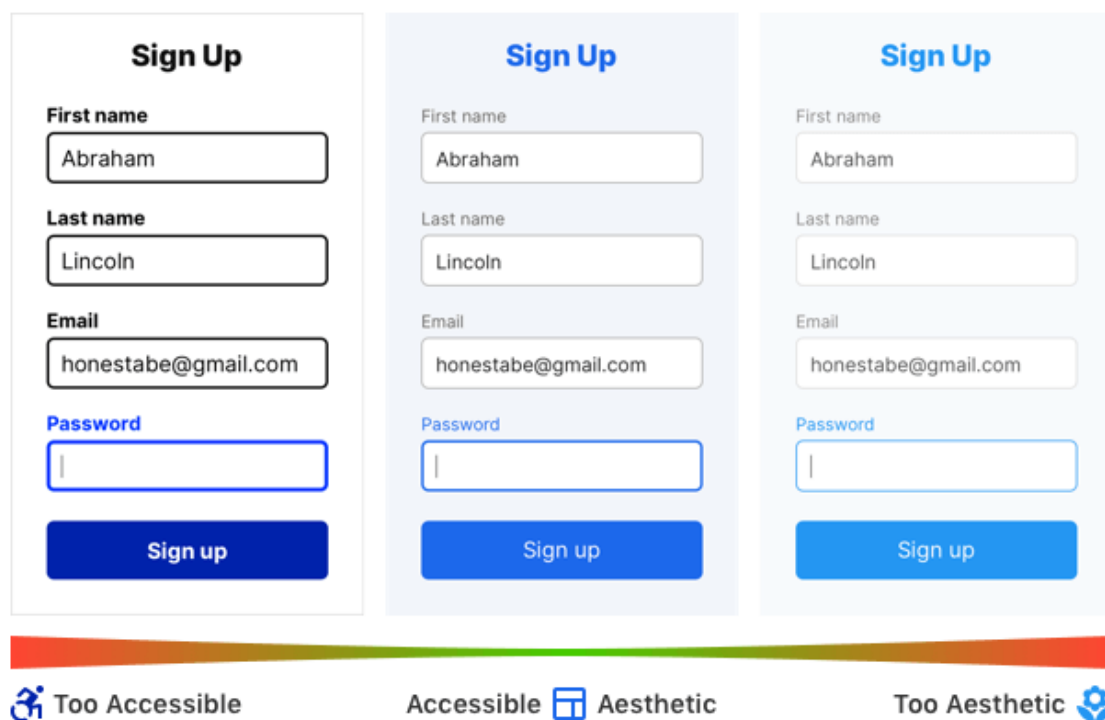 Sign Up
First name
Abraham
Last name
Lincoln
Email
honestabe@gmail.com
Password
Sign up
Sign Up
First name
Abraham
Last name
Lincoln
Email
honestabe@gmail.com
Password
Sign up
Sign Up
First name
Abraham
Last name
Lincoln
Email
honestabe@gmail.com
Password
Sign up
Too Accessible
Accessible Aesthetic
Too Aesthetic